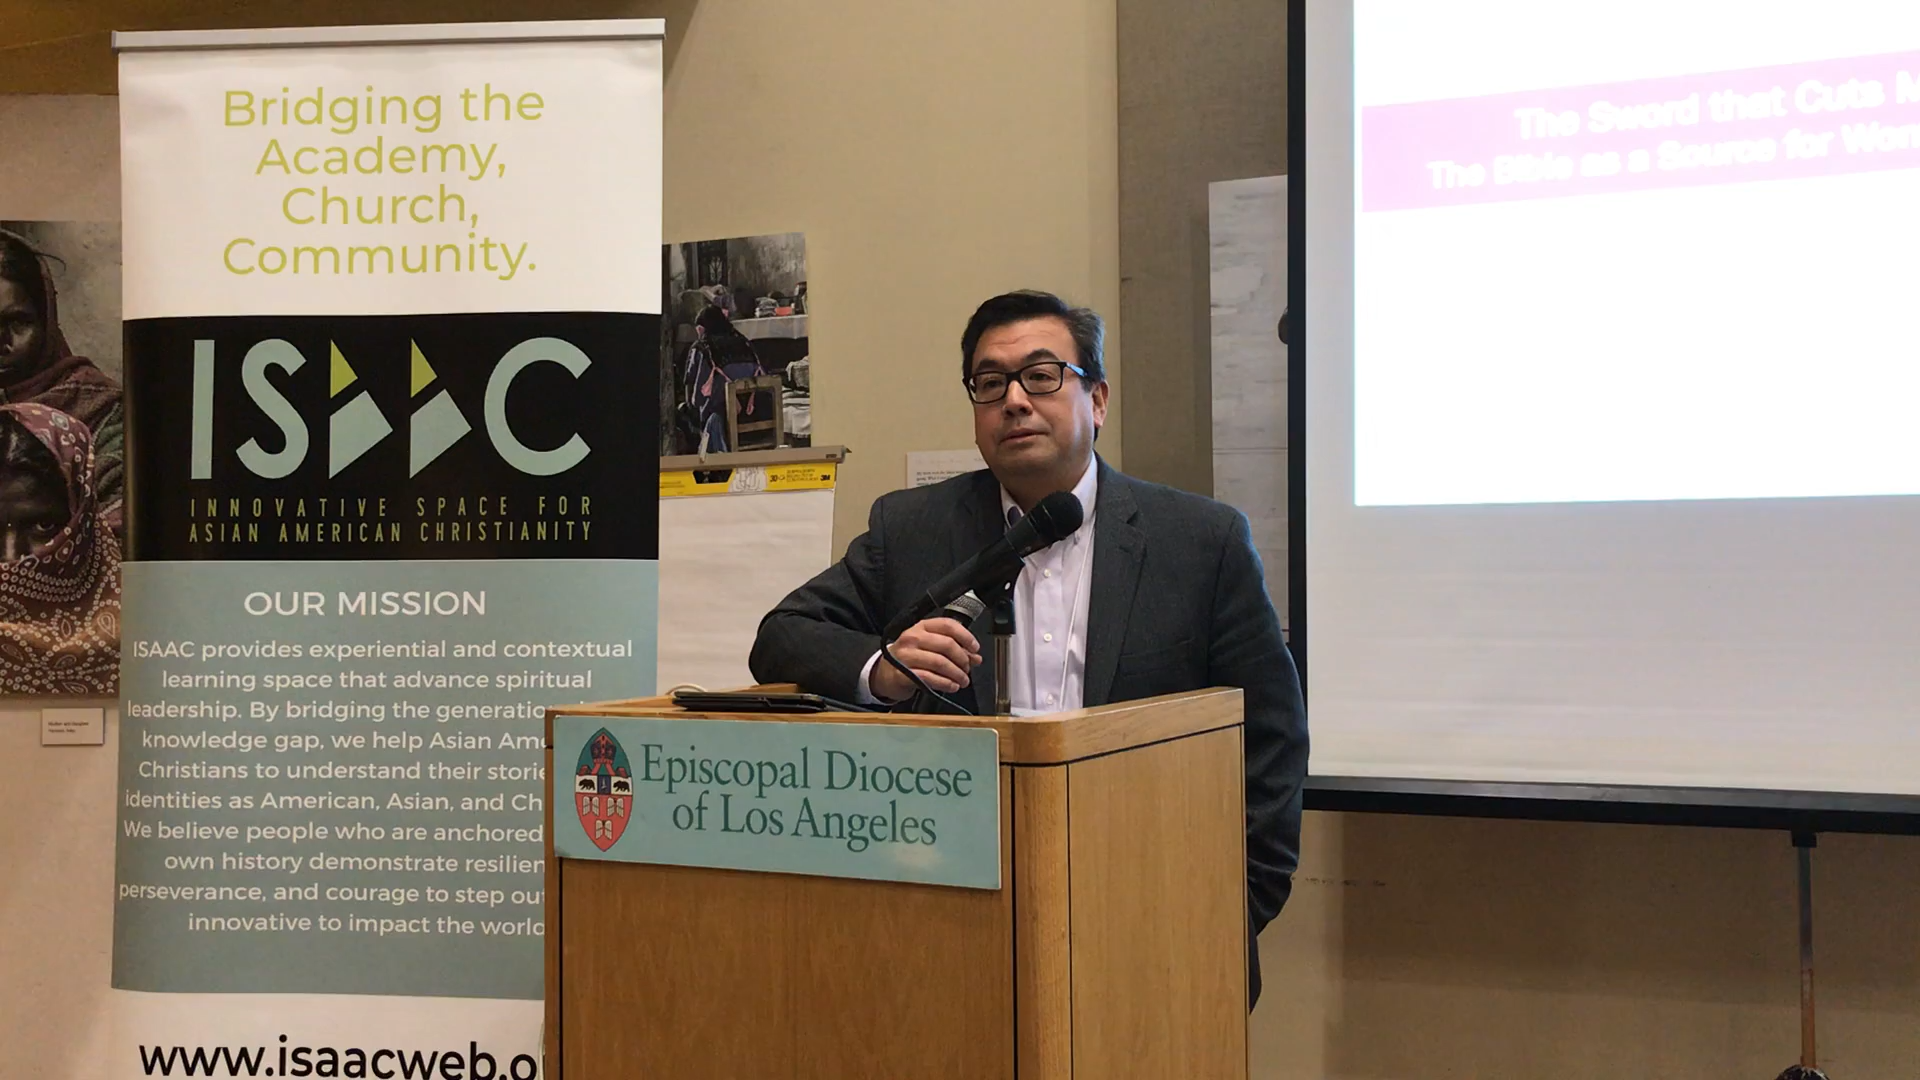 Bridging the
Academy,
Church,
Community.
ISAAC
INNOVATIVE SPACE FOR
ASIAN AMERICAN CHRISTIANITY
OUR MISSION
ISAAC provides experiential and contextual
learning space that advance spiritual
leadership. By bridging the generatio
knowledge gap, we help Asian Am
Christians to understand their storie
identities as American, Asian, and Ch
We believe people who are anchored
own history demonstrate resilien
perseverance, and courage to step ou
innovative to impact the world
www.isaacweb.o
Episcopal Diocese
of Los Angeles
The Sword that Cuts M
The Bible as a Source for Wom